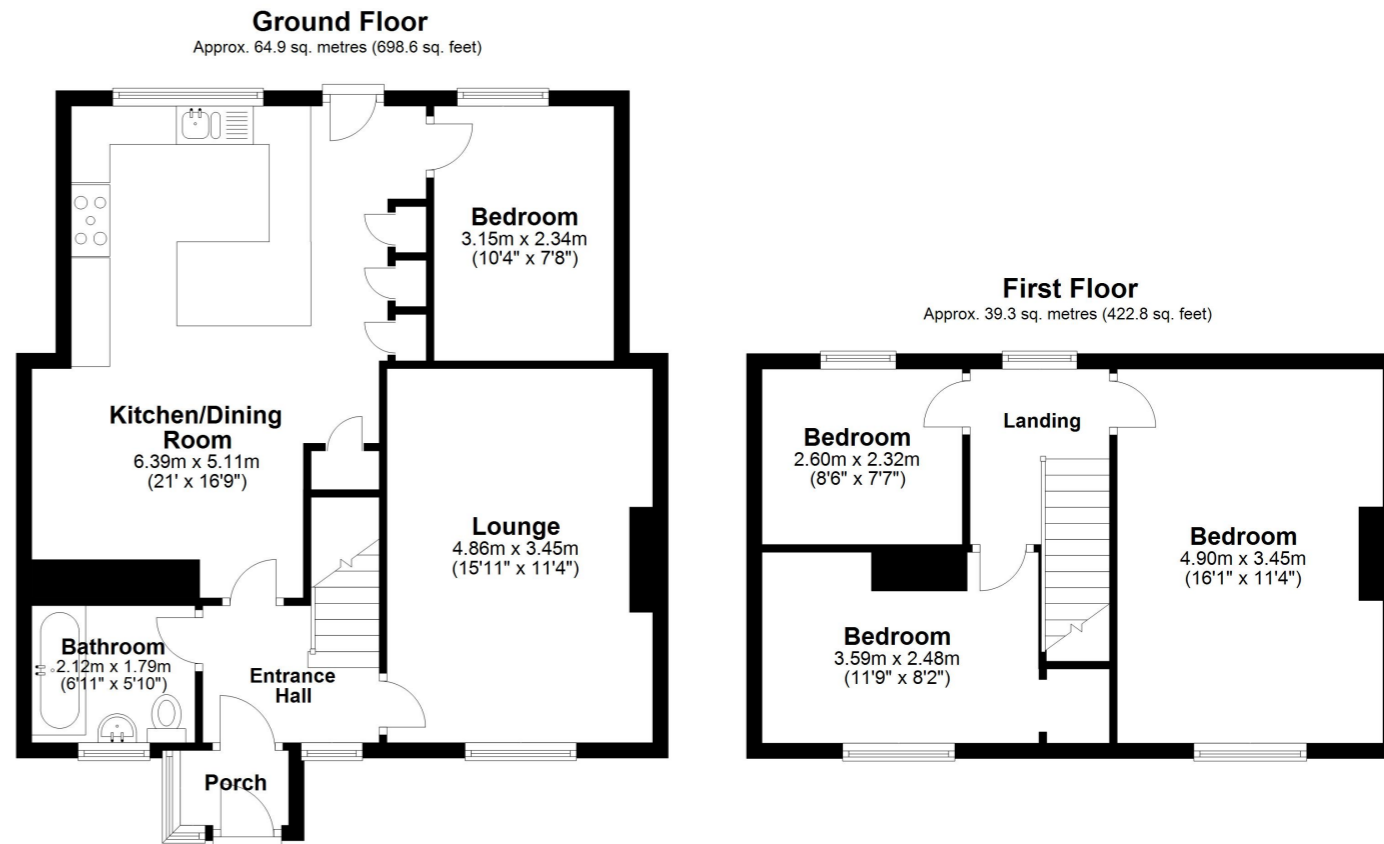 Ground Floor
Approx. 64.9 sq. metres (698.6 sq. feet)
Bedroom
3.15m x 2.34m
(10'4" x 7'8")
Kitchen/Dining
Room
6.39m x 5.11m
(21' x 16'9")
Lounge
4.86m x 3.45m
(15'11" x 11'4")
Bathroom
2.12m x 1.79m
(6'11" x 5'10")
Entrance
Hall
Porch
First Floor
Approx. 39.3 sq. metres (422.8 sq. feet)
Bedroom
2.60m x 2.32m
(8'6" x 7'7")
Landing
Bedroom
4.90m x 3.45m
(16'1" x 11'4")
Bedroom
3.59m x 2.48m
(11'9" x 8'2")